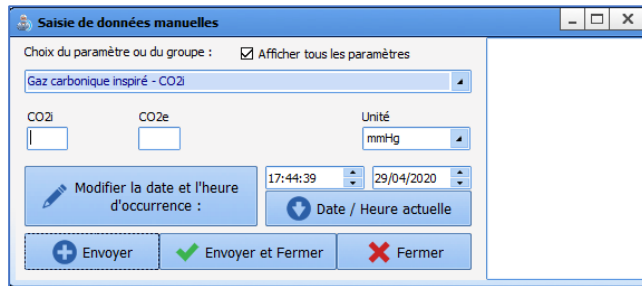 Saisie de données manuelles
Choix du paramètre ou du groupe :
Afficher tous les paramètres
Gaz carbonique inspiré - CO2i
CO2i CO2e Unité
mmHg
Modifier la date et l'heure
d'occurrence :
17:44:39 29/04/2020
Date / Heure actuelle
Envoyer Envoyer et Fermer Fermer